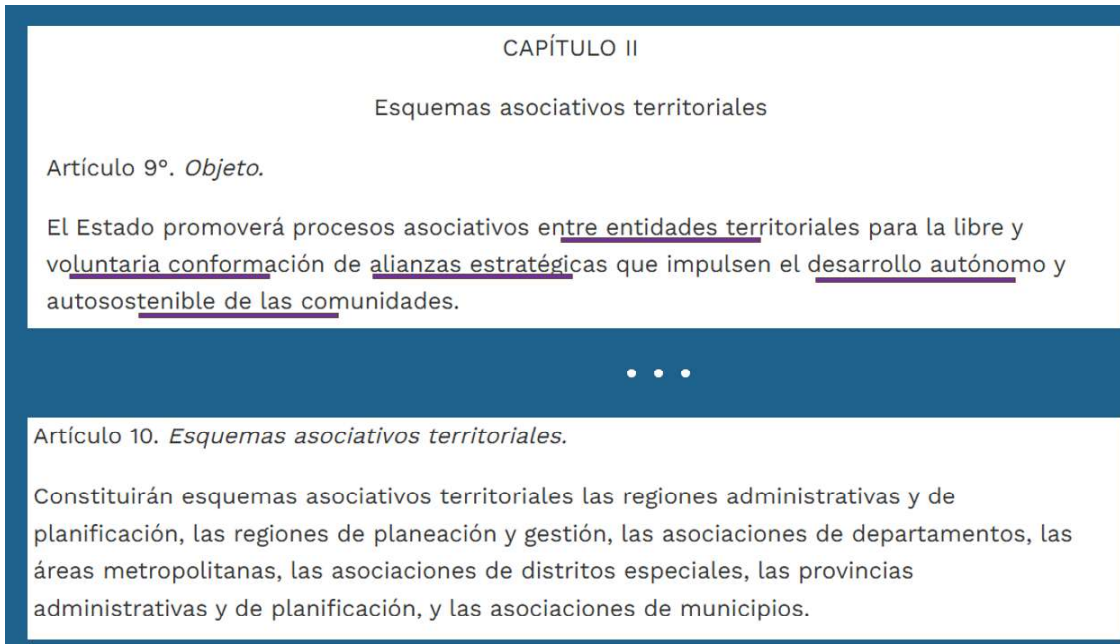 CAPÍTULO II
Esquemas asociativos territoriales
Artículo 9°. Objeto.
El Estado promoverá procesos asociativos entre entidades territoriales para la libre y
voluntaria conformación de alianzas estratégicas que impulsen el desarrollo autónomo y
autosostenible de las comunidades.
...
Artículo 10. Esquemas asociativos territoriales.
Constituirán esquemas asociativos territoriales las regiones administrativas y de
planificación, las regiones de planeación y gestión, las asociaciones de departamentos, las
áreas metropolitanas, las asociaciones de distritos especiales, las provincias
administrativas y de planificación, y las asociaciones de municipios.